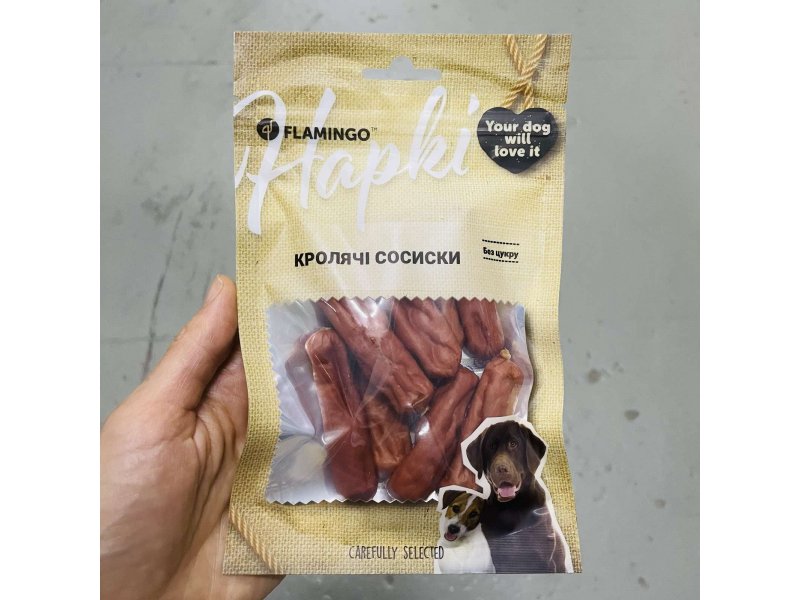 FLAMINGO™
Hapki
Your dog
will
love it
КРОЛЯЧІ СОСИСКИ
Без цукру
CAREFULLY SELECTED